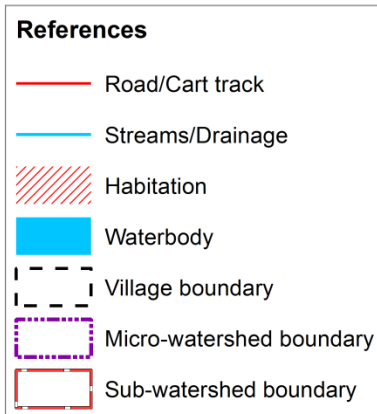 References
Road/Cart track
Streams/Drainage
Habitation
Waterbody
Village boundary
Micro-watershed boundary
Sub-watershed boundary